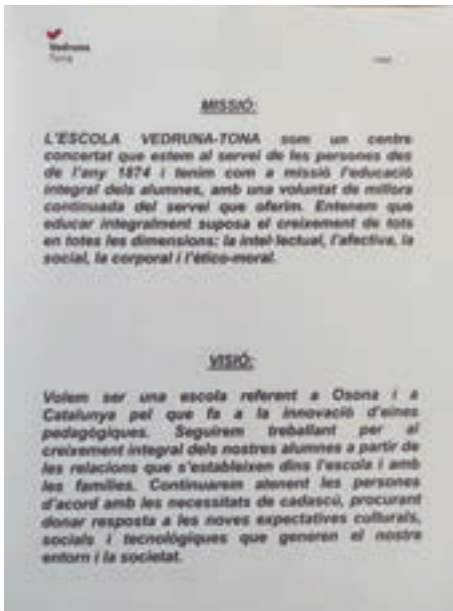 Vedruna
Tona
MISSIÓ:
L'ESCOLA VEDRUNA-TONA som un centre
concertat que estem al servei de les persones des
de l'any 1874 i tenim com a missió l'educació
integral dels alumnes, amb una voluntat de millora
continuada del servei que oferim. Entenem que
educar integralment suposa el creixement de tots
en totes les dimensions: la intel·lectual, l'afectiva, la
social, la corporal i l'ètico-moral.
VISIÓ:
Volem ser una escola referent a Osona i a
Catalunya pel que fa a la innovació d'eines
pedagògiques. Seguirem treballant per al
creixement integral dels nostres alumnes a partir de
les relacions que s'estableixen dins l'escola i amb
les famílies. Continuarem atenent les persones
d'acord amb les necessitats de cadascú, procurant
donar resposta a les noves expectatives culturals,
socials i tecnològiques que generen el nostre
entorn i la societat.